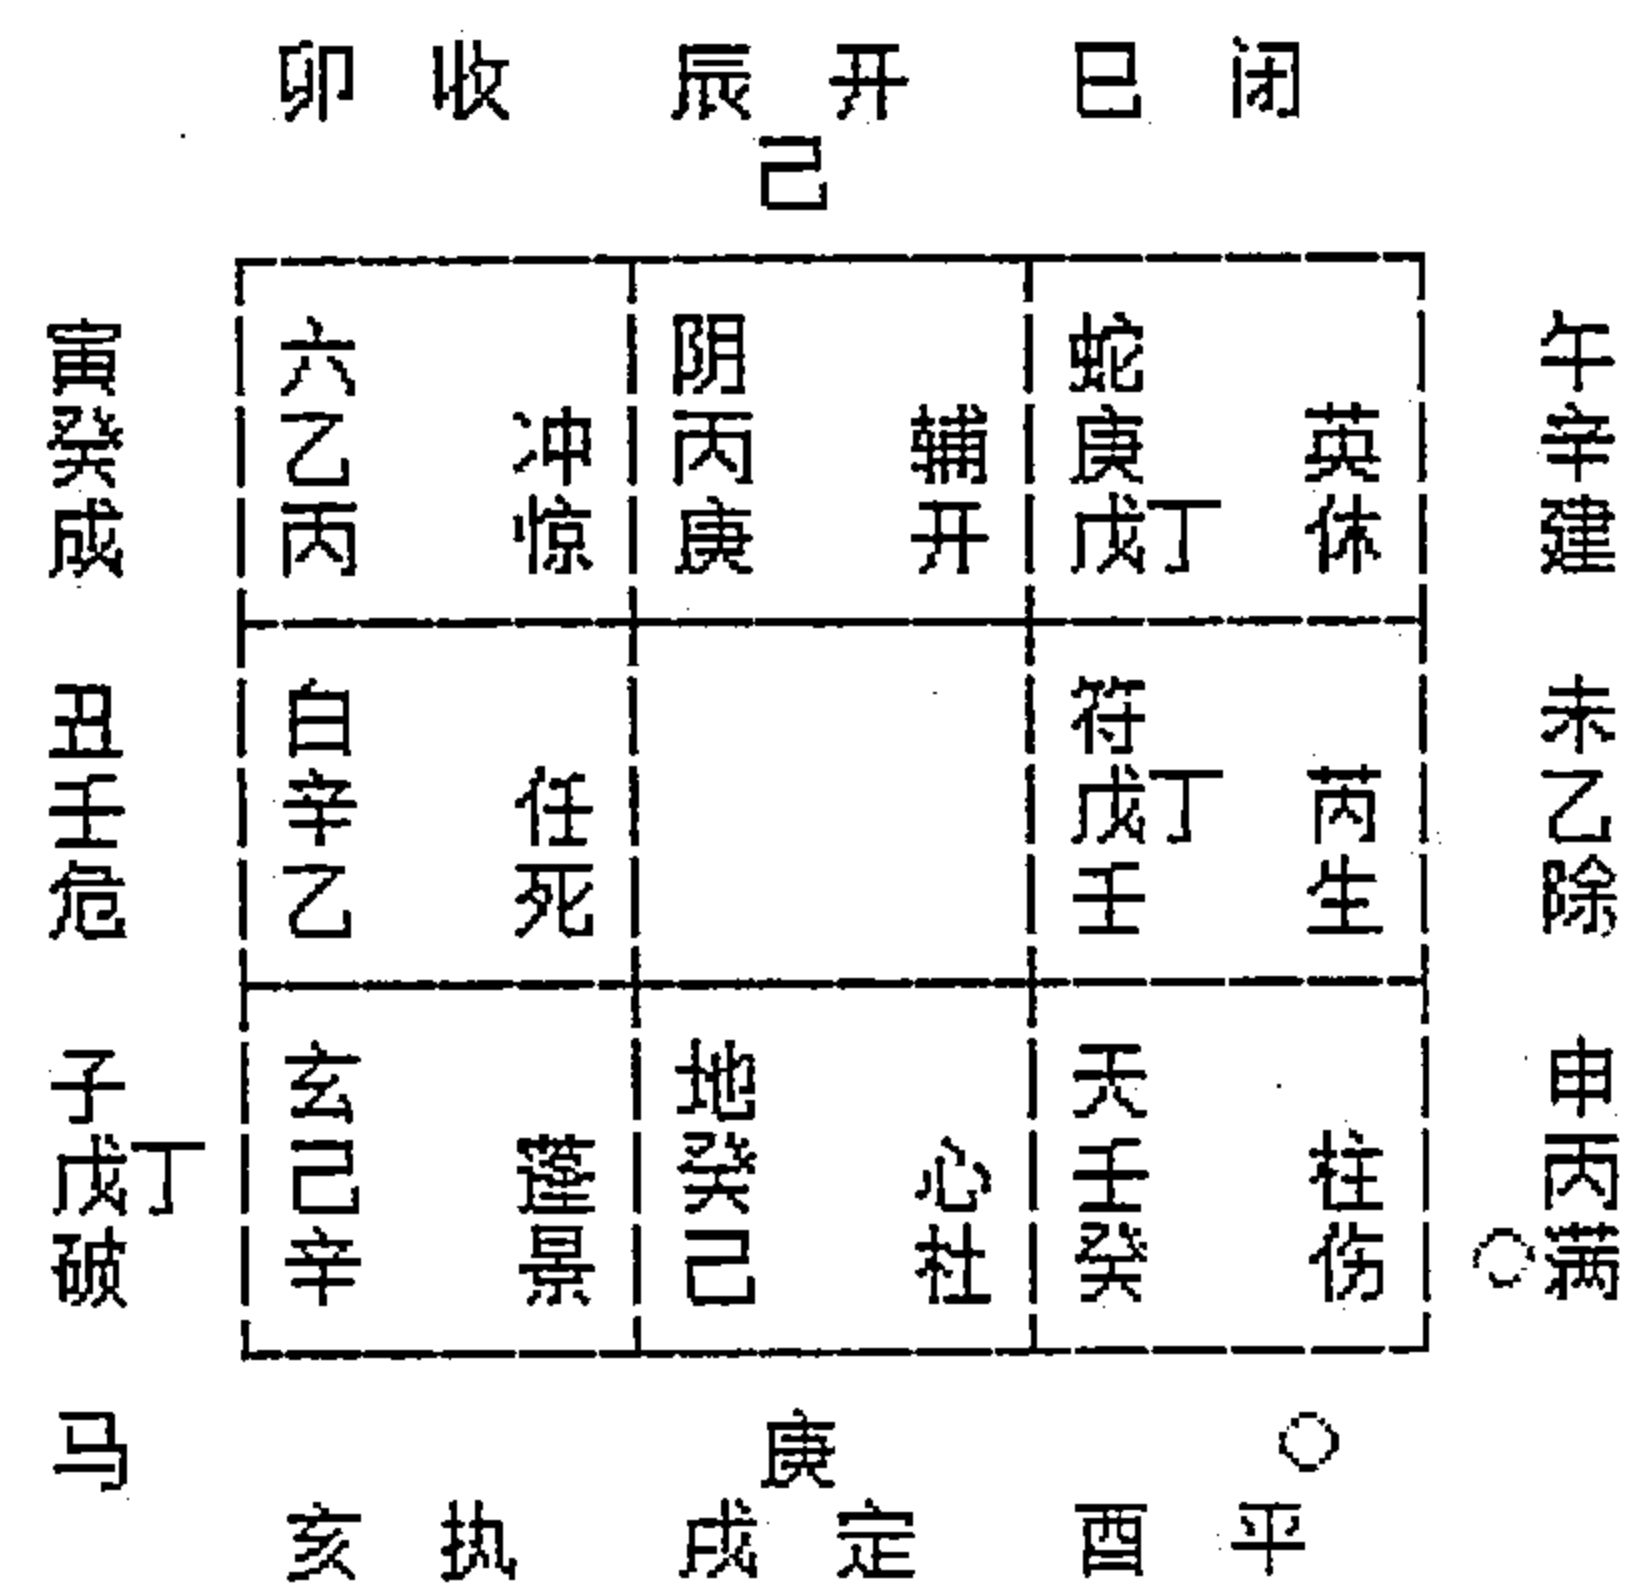 卯 收 辰 开 巳 闭
己
寅 六 阴 蛇 午
癸 乙 冲 丙 辅 庚 英 辛
成 丙 惊 庚 开 戊丁 休 建
丑 白 符 未
壬 辛 任 戊丁 芮 乙
危 乙 死 壬 生 除
子 玄 地 天 申
戊丁 己 蓬 癸 心 壬 柱 丙
破 辛 景 己 杜 癸 伤 ○满
马 庚 ○
亥 执 戌 定 酉 平